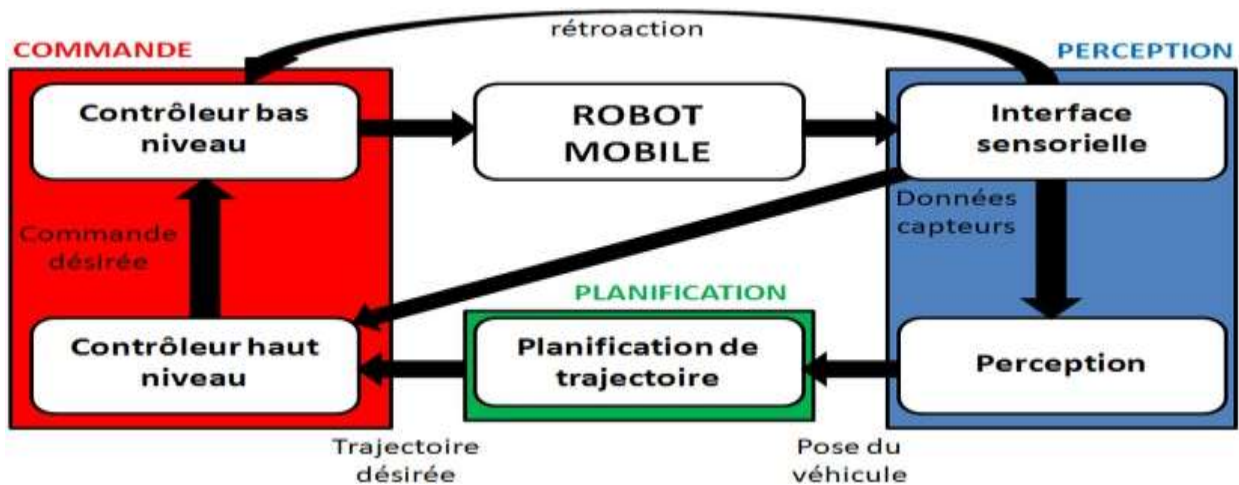 rétroaction
COMMANDE
PERCEPTION
Contrôleur bas
niveau
ROBOT
MOBILE
Interface
sensorielle
Commande
désirée
Données
capteurs
PLANIFICATION
Contrôleur haut
niveau
Planification de
trajectoire
Perception
Trajectoire
désirée
Pose du
véhicule